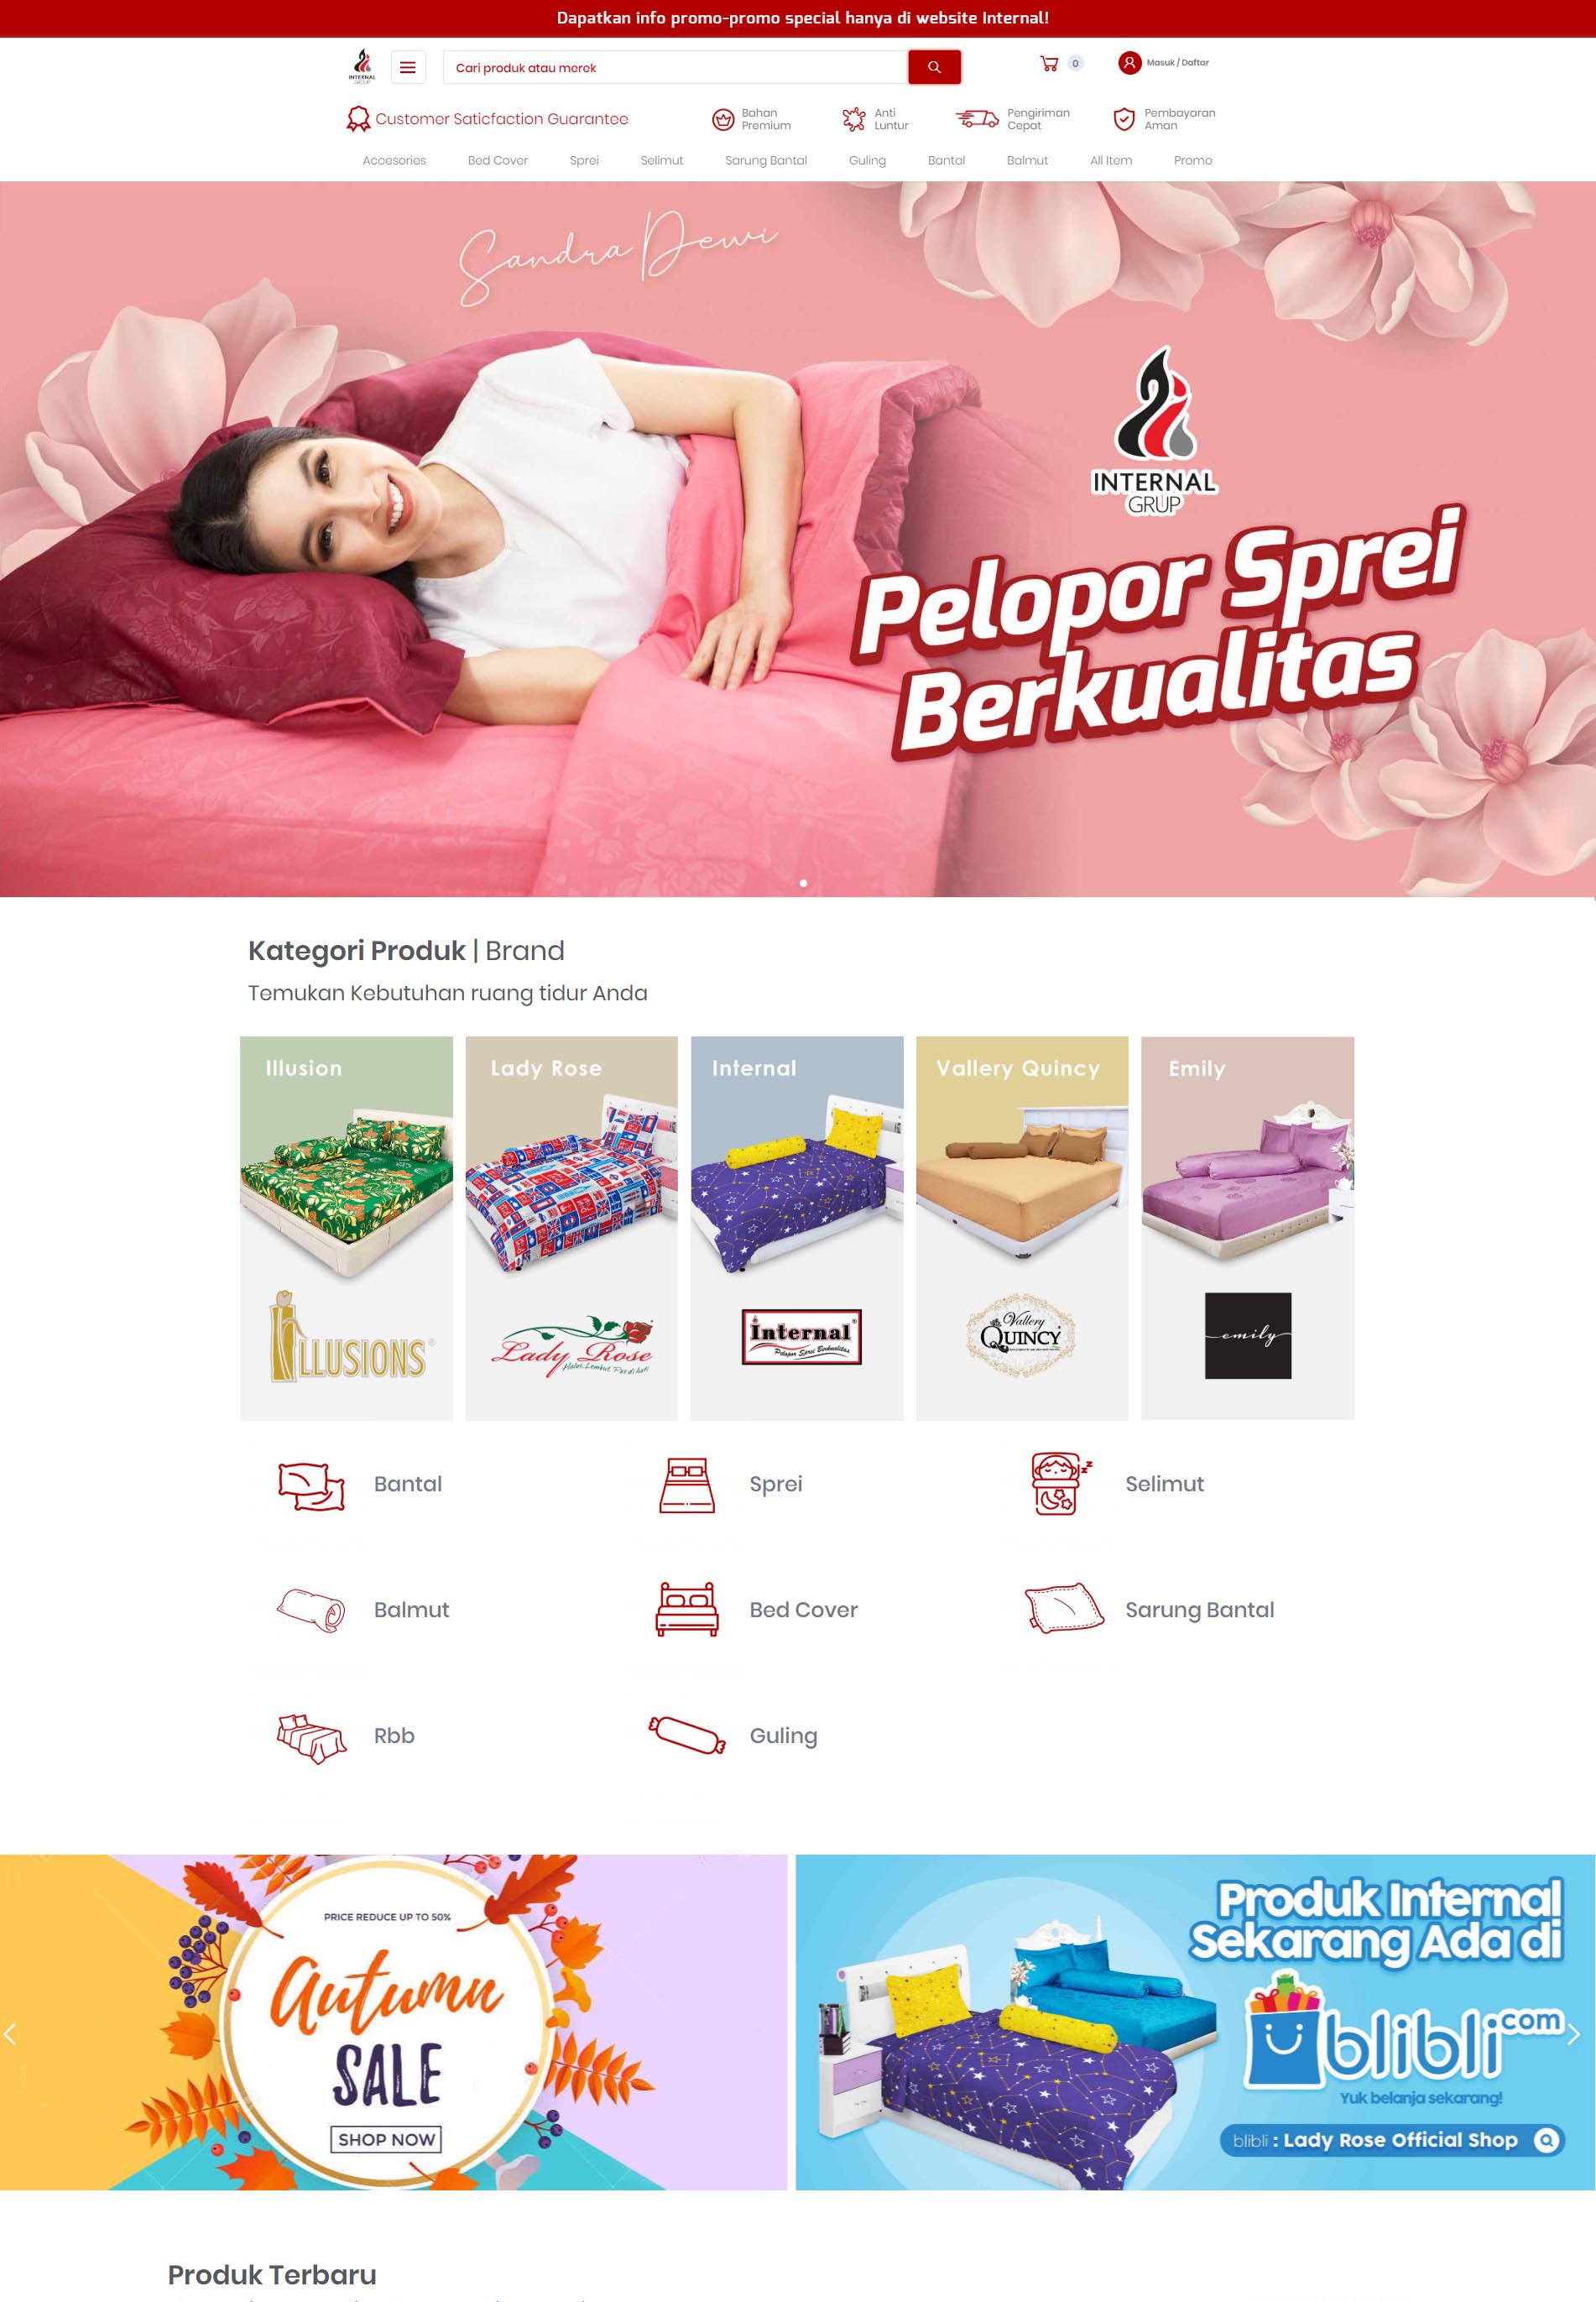 Dapatkan info promo-promo special hanya di website Internal!
INTERNAL
GRUP
Cari produk atau merek
0
Masuk / Daftar
Customer Saticfaction Guarantee
Bahan
Premium
Anti
Luntur
Pengiriman
Cepat
Pembayaran
Aman
Accesories
Bed Cover
Sprei
Selimut
Sarung Bantal
Guling
Bantal
Balmut
All Item
Promo
Sandra Dewi
INTERNAL
GRUP
Pelopor Sprei
Berkualitas
Kategori Produk | Brand
Temukan Kebutuhan ruang tidur Anda
Illusion
Lady Rose
Internal
Vallery Quincy
Emily
ILLUSIONS®
Lady Rose
Halus, Lembut, Pas di hati
Internal®
Pelopor Sprei Berkualitas
Vallery
QUINCY
emily
Bantal
Sprei
Selimut
Balmut
Bed Cover
Sarung Bantal
Rbb
Guling
PRICE REDUCE UP TO 50%
Autumn
SALE
SHOP NOW
Produk Internal
Sekarang Ada di
blibli.com
Yuk belanja sekarang!
blibli : Lady Rose Official Shop
Produk Terbaru